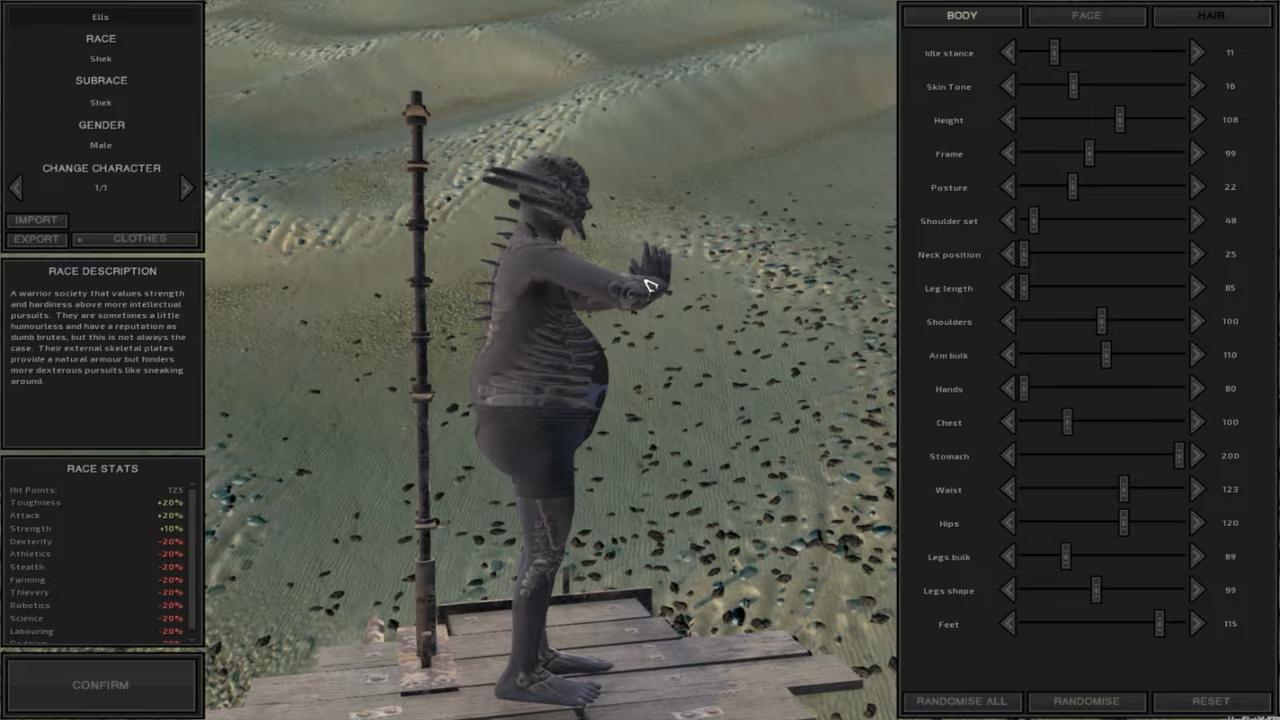 Ells
RACE
Shek
SUBRACE
Shek
GENDER
Male
CHANGE CHARACTER
1/1
IMPORT
EXPORT
CLOTHES
RACE DESCRIPTION
A warrior society that values strength
and hardiness above more intellectual
pursuits. They are sometimes a little
humourless and have a reputation as
dumb brutes, but this is not always the
case. Their external skeletal plates
provide a natural armour but hinders
more dexterous pursuits like sneaking
around.
RACE STATS
Hit Points: 125
Toughness +20%
Attack +20%
Strength +10%
Dexterity -20%
Athletics -20%
Stealth -20%
Farming -20%
Thievery -20%
Robotics -20%
Science -20%
Labouring -20%
CONFIRM
BODY FACE HAIR
Idle stance 11
Skin Tone 16
Height 108
Frame 99
Posture 22
Shoulder set 48
Neck position 25
Leg length 85
Shoulders 100
Arm bulk 110
Hands 80
Chest 100
Stomach 200
Waist 123
Hips 120
Legs bulk 89
Legs shape 99
Feet 115
RANDOMISE ALL RANDOMISE RESET